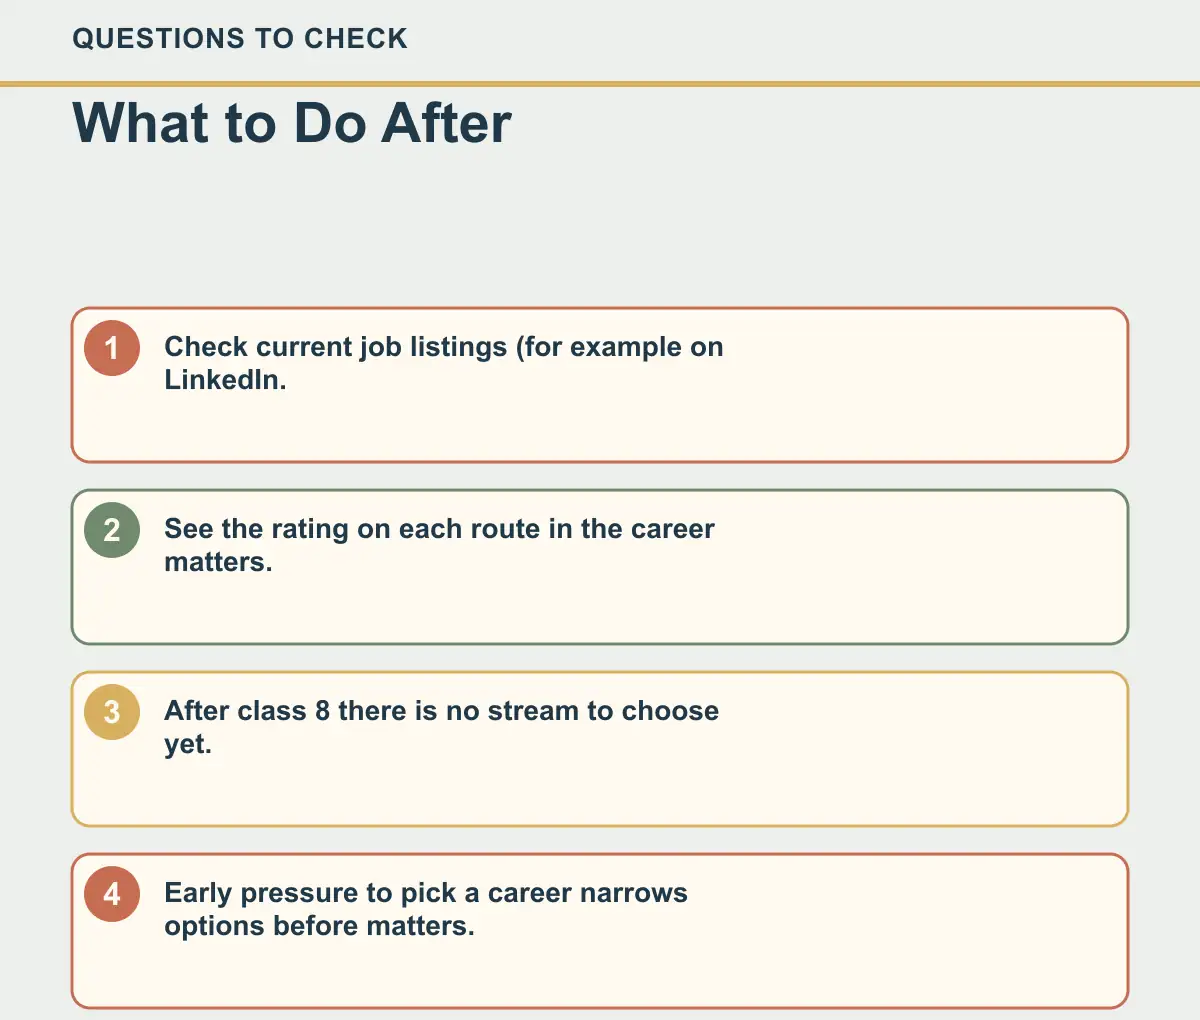 QUESTIONS TO CHECK
What to Do After
1
Check current job listings (for example on
LinkedIn.
2
See the rating on each route in the career
matters.
3
After class 8 there is no stream to choose
yet.
4
Early pressure to pick a career narrows
options before matters.